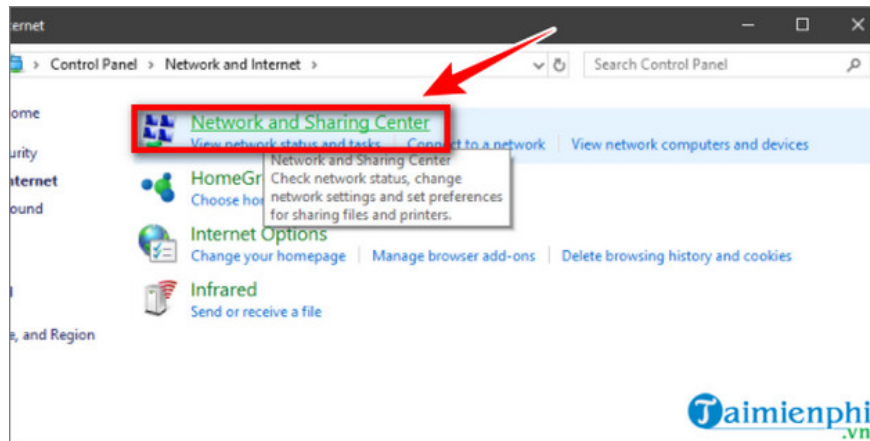 ernet
Control Panel > Network and Internet >
Search Control Panel
ome
urity
nternet
ound
e, and Region
Network and Sharing Center
View network status and tasks
Connect to a network
View network computers and devices
Network and Sharing Center
Check network status, change
network settings and set preferences
for sharing files and printers.
HomeGr
Choose ho
Internet Options
Change your homepage
Manage browser add-ons
Delete browsing history and cookies
Infrared
Send or receive a file
Taimienphi
.vn